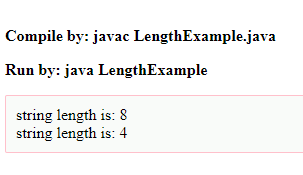 Compile by: javac LengthExample.java
Run by: java LengthExample
string length is: 8
string length is: 4